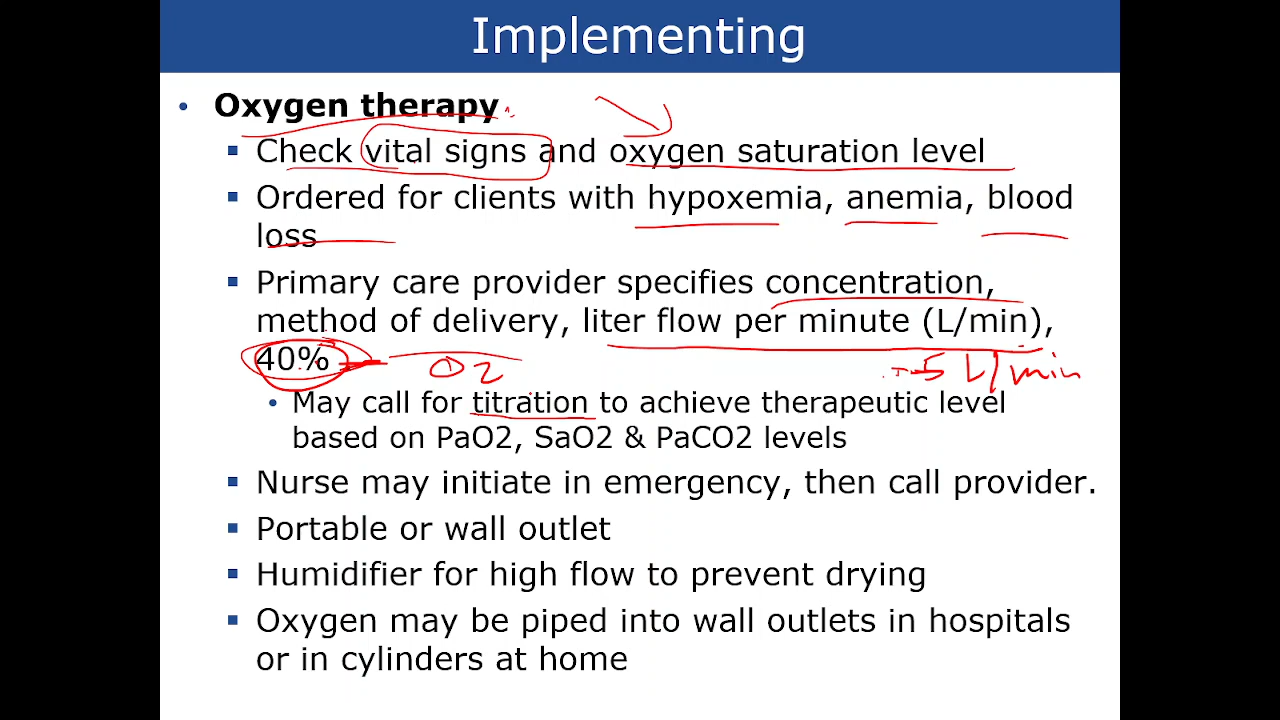 Implementing
• Oxygen therapy
▪ Check vital signs and oxygen saturation level
▪ Ordered for clients with hypoxemia, anemia, blood
loss
▪ Primary care provider specifies concentration,
method of delivery, liter flow per minute (L/min),
40%
O2
5 L/min
• May call for titration to achieve therapeutic level
based on PaO2, SaO2 & PaCO2 levels
▪ Nurse may initiate in emergency, then call provider.
▪ Portable or wall outlet
▪ Humidifier for high flow to prevent drying
▪ Oxygen may be piped into wall outlets in hospitals
or in cylinders at home